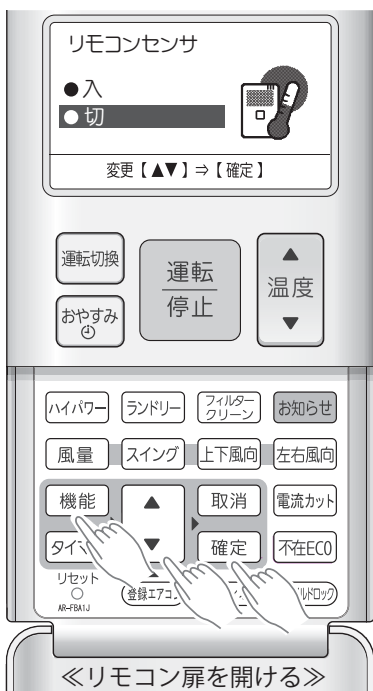 リモコンセンサ
●入
●切
変更【▲▼】⇒【確定】
運転切換
運転
停止
▲
温度
▼
おやすみ
ハイパワー
ランドリー
フィルター
クリーン
お知らせ
風量
スイング
上下風向
左右風向
機能
▲
取消
電流カット
▼
確定
不在ECO
リセット
AR-FBA1J
≪リモコン扉を開ける≫